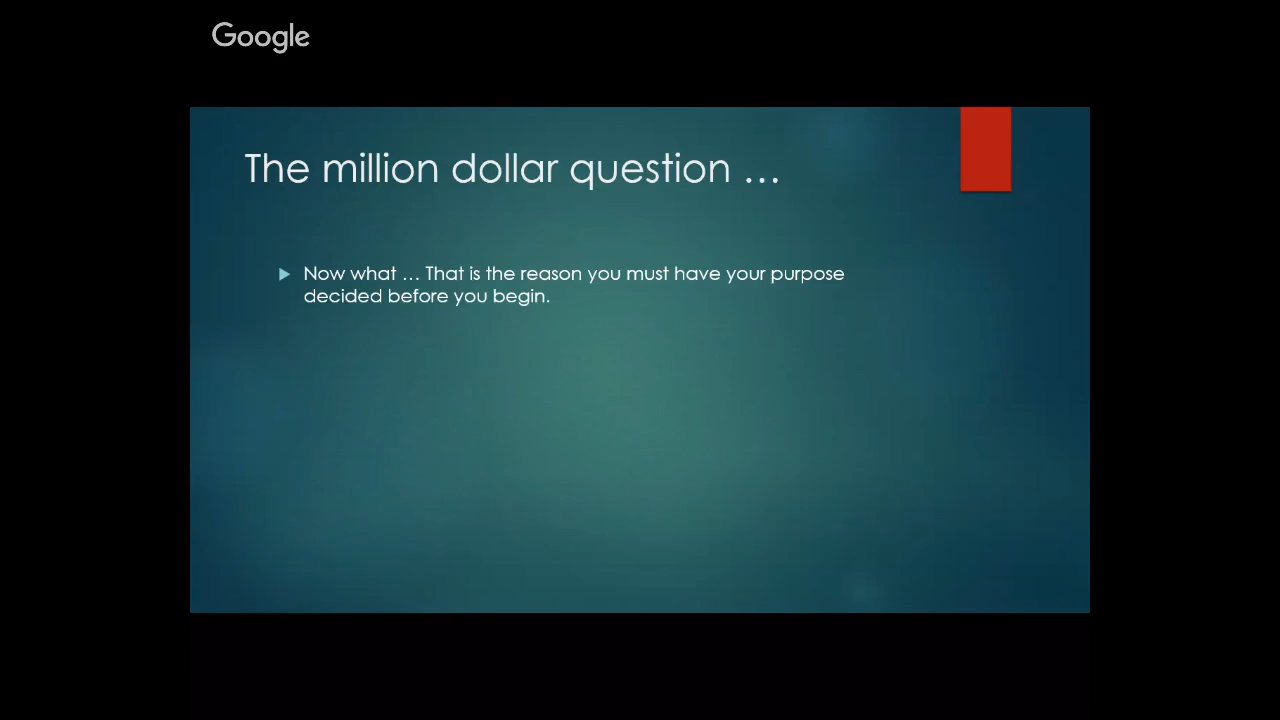 Google
The million dollar question …
Now what … That is the reason you must have your purpose
decided before you begin.